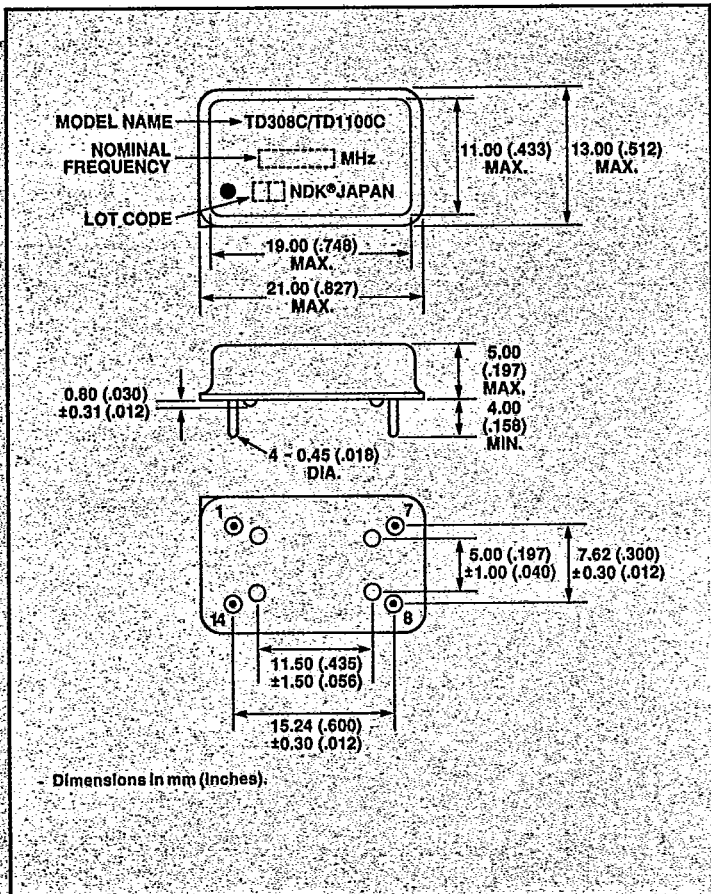 MODEL NAME
TD308C/TD1100C
NOMINAL
FREQUENCY
MHz
NDK®JAPAN
LOT CODE
11.00 (.433)
MAX.
13.00 (.512)
MAX.
19.00 (.748)
MAX.
21.00 (.827)
MAX.
0.80 (.030)
±0.31 (.012)
5.00
(.197)
MAX.
4.00
(.158)
MIN.
4 - 0.45 (.018)
DIA.
1
7
5.00 (.197)
±1.00 (.040)
7.62 (.300)
±0.30 (.012)
14
8
11.50 (.435)
±1.50 (.056)
15.24 (.600)
±0.30 (.012)
- Dimensions in mm (inches).